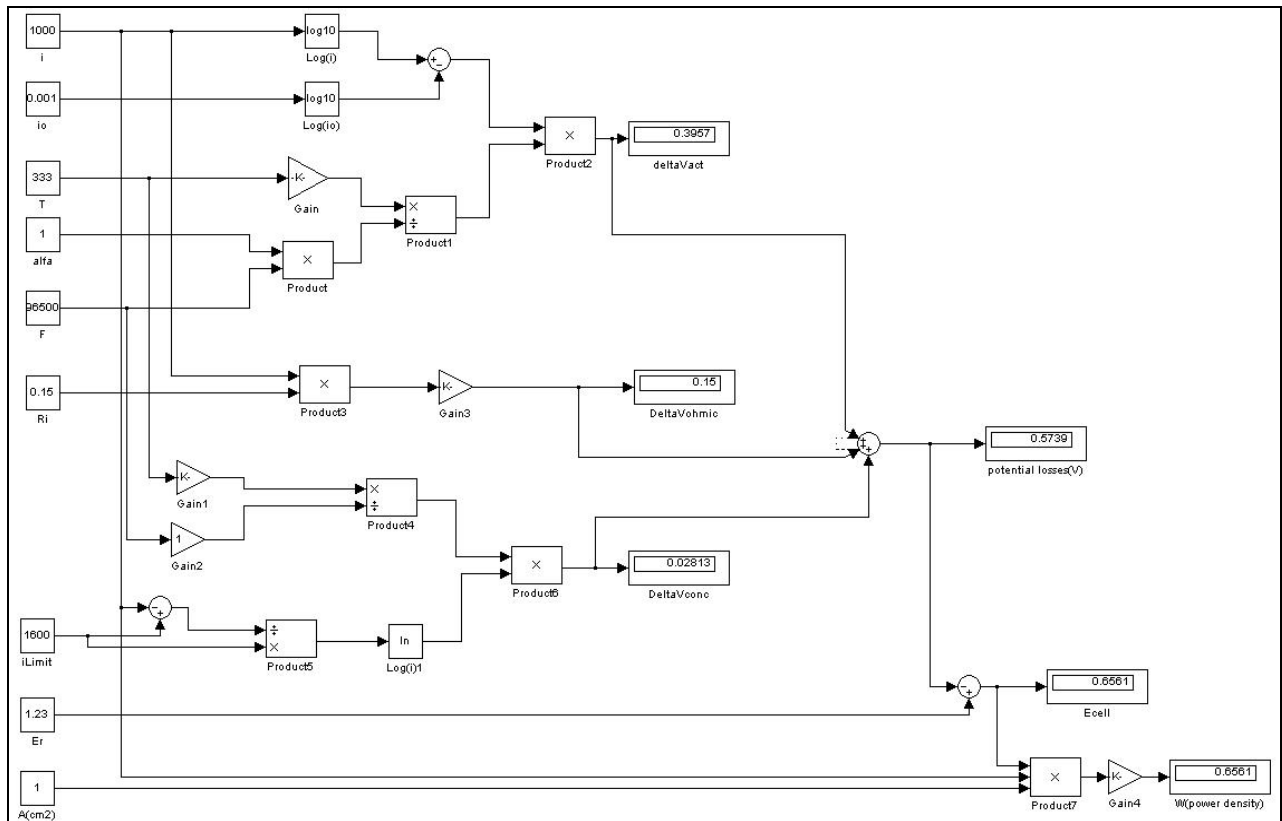 1000
i
log10
Log(i)
+
-
0.001
io
log10
Log(io)
×
Product2
0.3957
deltaVact
333
T
-K-
Gain
×
÷
Product1
1
alfa
×
Product
96500
F
0.15
Ri
×
Product3
K-
Gain3
0.15
DeltaVohmic
+
+
+
0.5739
potential losses(V)
K-
Gain1
×
÷
Product4
1
Gain2
×
Product6
0.02813
DeltaVconc
-
+
1600
iLimit
÷
×
Product5
ln
Log(i)1
-
+
0.6561
Ecell
1.23
Er
1
A(cm2)
×
Product7
K-
Gain4
0.6561
W(power density)